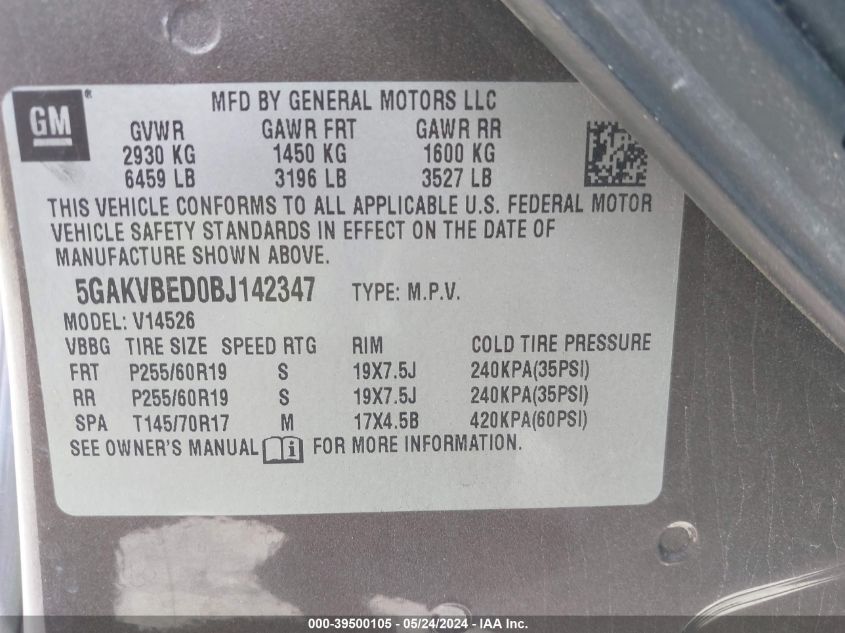 GM®
MFD BY GENERAL MOTORS LLC
GVWR GAWR FRT GAWR RR
2930 KG 1450 KG 1600 KG
6459 LB 3196 LB 3527 LB
THIS VEHICLE CONFORMS TO ALL APPLICABLE U.S. FEDERAL MOTOR
VEHICLE SAFETY STANDARDS IN EFFECT ON THE DATE OF
MANUFACTURE SHOWN ABOVE.
5GAKVBED0BJ142347 TYPE: M.P.V.
MODEL: V14526
VBBG TIRE SIZE SPEED RTG RIM COLD TIRE PRESSURE
FRT P255/60R19 S 19X7.5J 240KPA(35PSI)
RR P255/60R19 S 19X7.5J 240KPA(35PSI)
SPA T145/70R17 M 17X4.5B 420KPA(60PSI)
SEE OWNER'S MANUAL i FOR MORE INFORMATION.
000-39500105 - 05/24/2024 - IAA Inc.